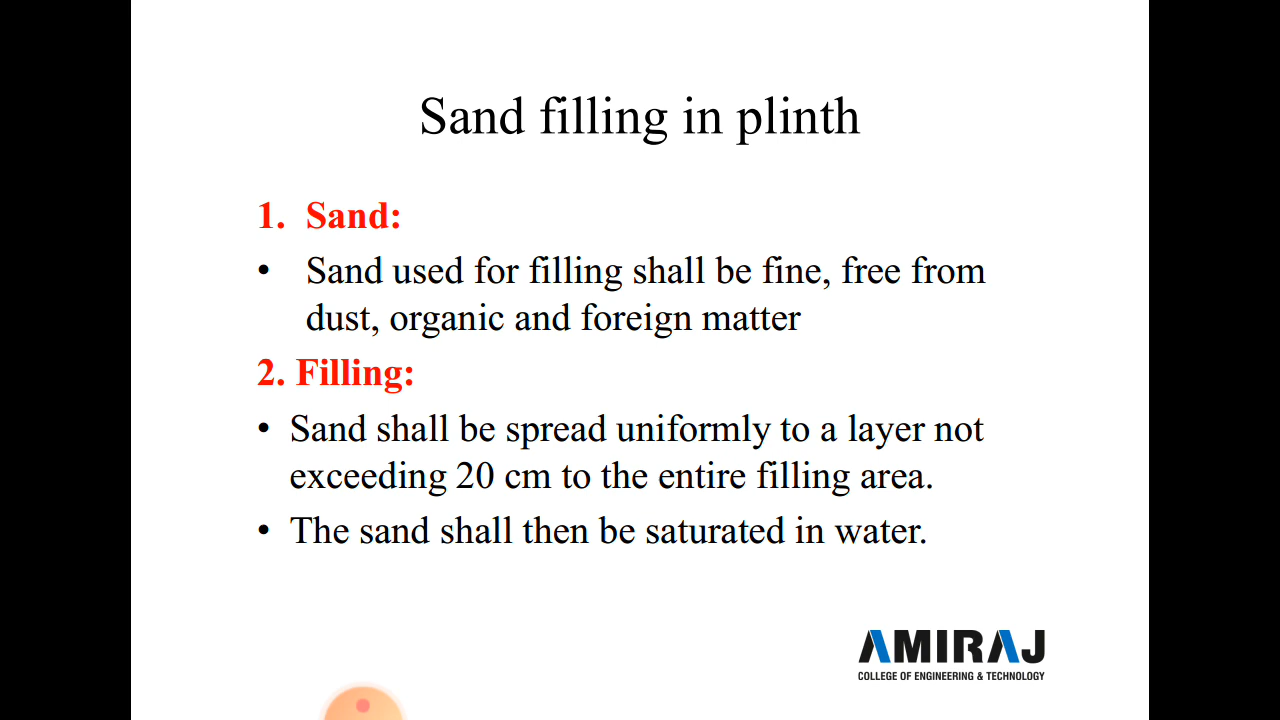 Sand filling in plinth
1. Sand:
• Sand used for filling shall be fine, free from
dust, organic and foreign matter
2. Filling:
• Sand shall be spread uniformly to a layer not
exceeding 20 cm to the entire filling area.
• The sand shall then be saturated in water.
AMIRAJ
COLLEGE OF ENGINEERING & TECHNOLOGY